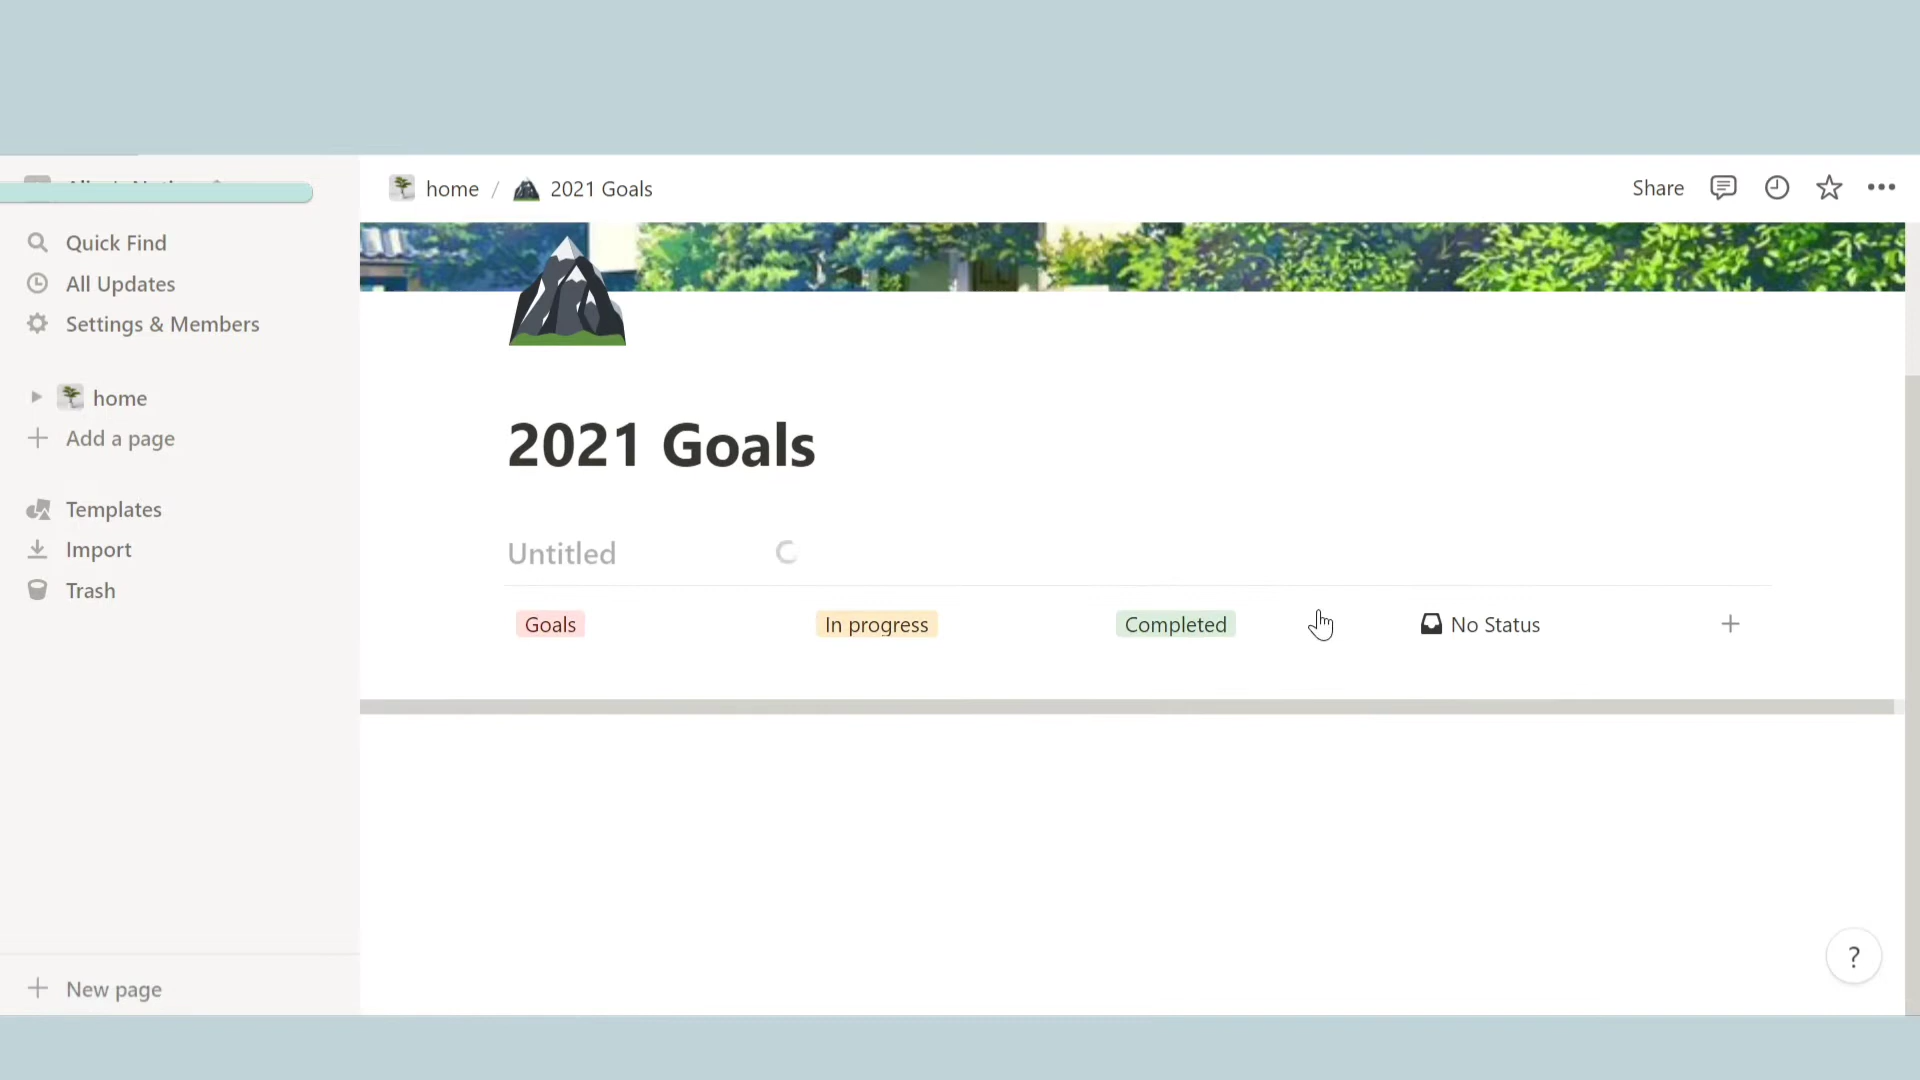 home / 2021 Goals
Share
Quick Find
All Updates
Settings & Members
home
Add a page
Templates
Import
Trash
New page
2021 Goals
Untitled
Goals In progress Completed No Status +
?